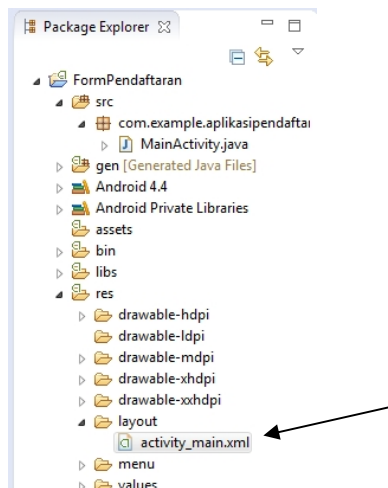 Package Explorer
FormPendaftaran
src
com.example.aplikasipendaftar
MainActivity.java
gen [Generated Java Files]
Android 4.4
Android Private Libraries
assets
bin
libs
res
drawable-hdpi
drawable-ldpi
drawable-mdpi
drawable-xhdpi
drawable-xxhdpi
layout
activity_main.xml
menu
values